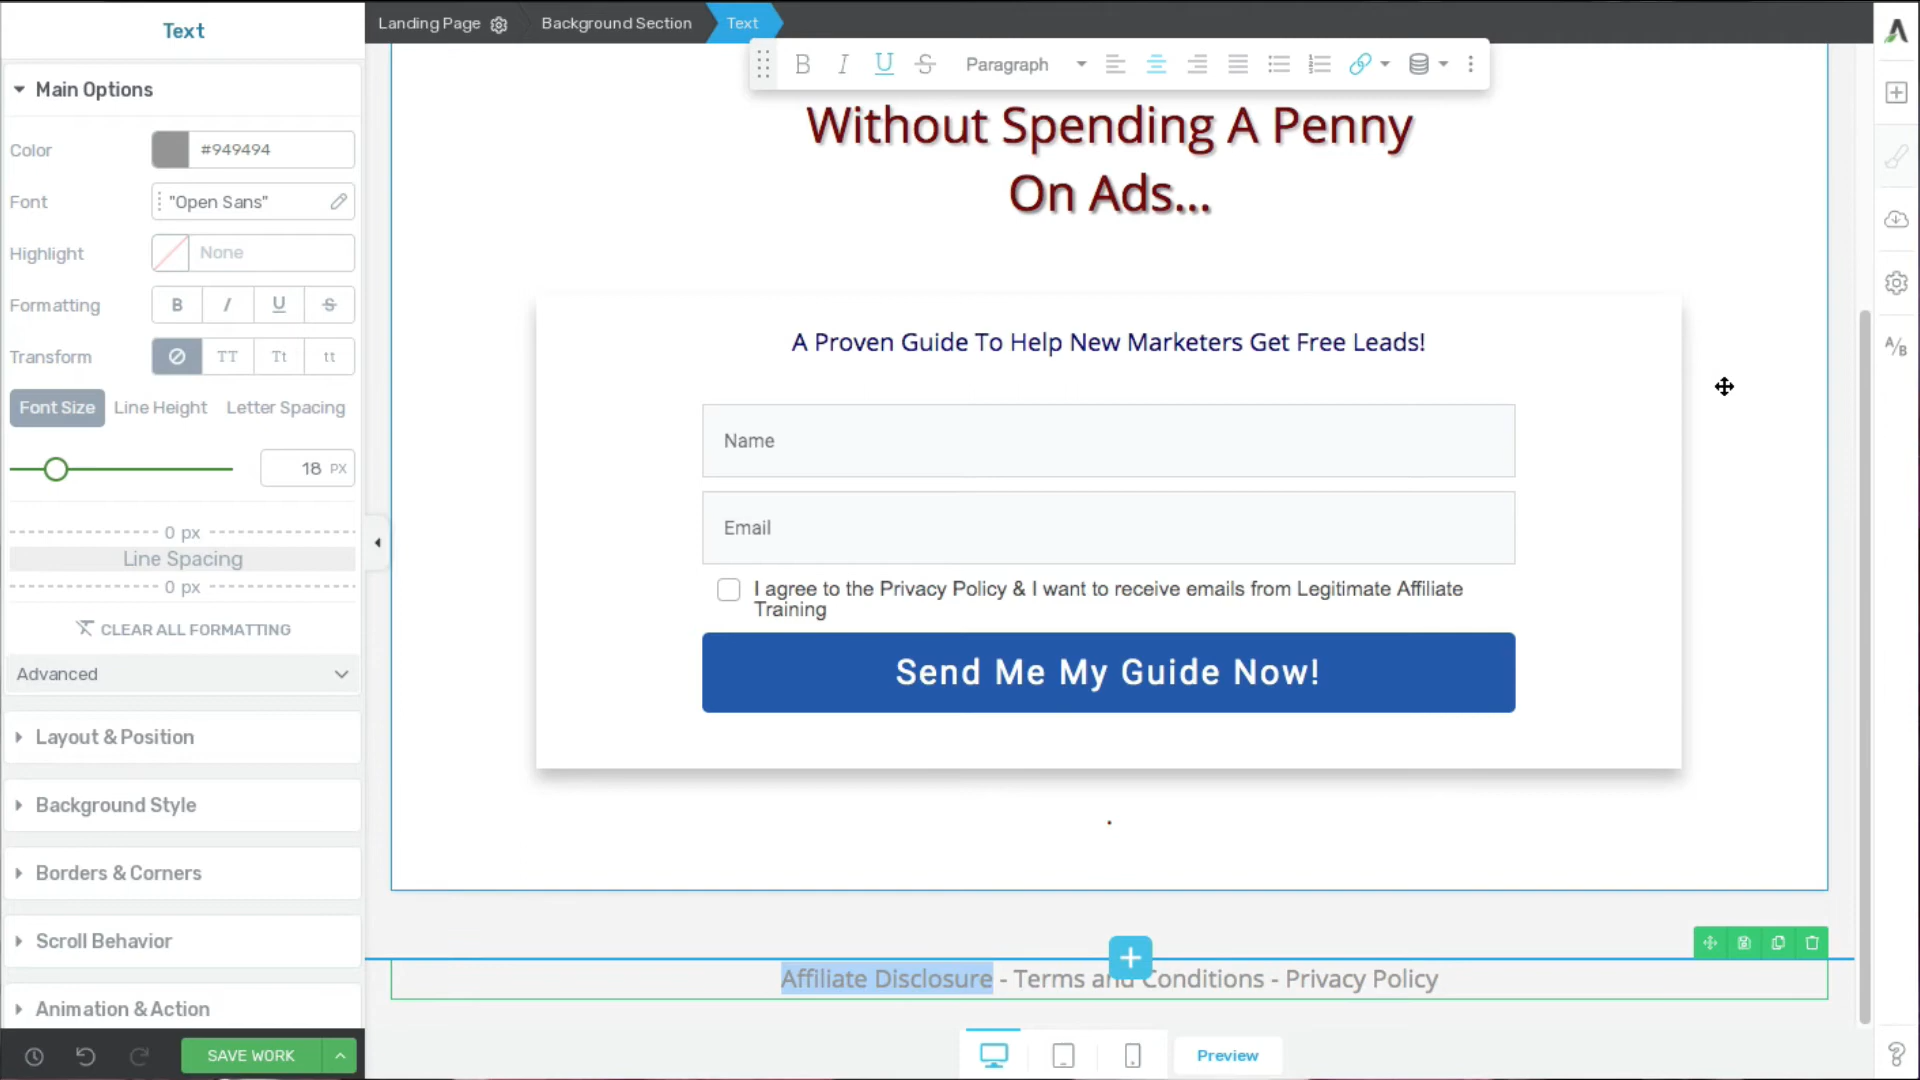 Text
Landing Page
Background Section
Text
Main Options
Color
#949494
Font
"Open Sans"
Highlight
None
Formatting
B I U S
Transform
TT Tt tt
Font Size
Line Height
Letter Spacing
18 PX
0 px
Line Spacing
0 px
CLEAR ALL FORMATTING
Advanced
Layout & Position
Background Style
Borders & Corners
Scroll Behavior
Animation & Action
SAVE WORK
B I U S Paragraph
Without Spending A Penny
On Ads...
A Proven Guide To Help New Marketers Get Free Leads!
Name
Email
I agree to the Privacy Policy & I want to receive emails from Legitimate Affiliate
Training
Send Me My Guide Now!
.
Affiliate Disclosure - Terms and Conditions - Privacy Policy
Preview
A/B